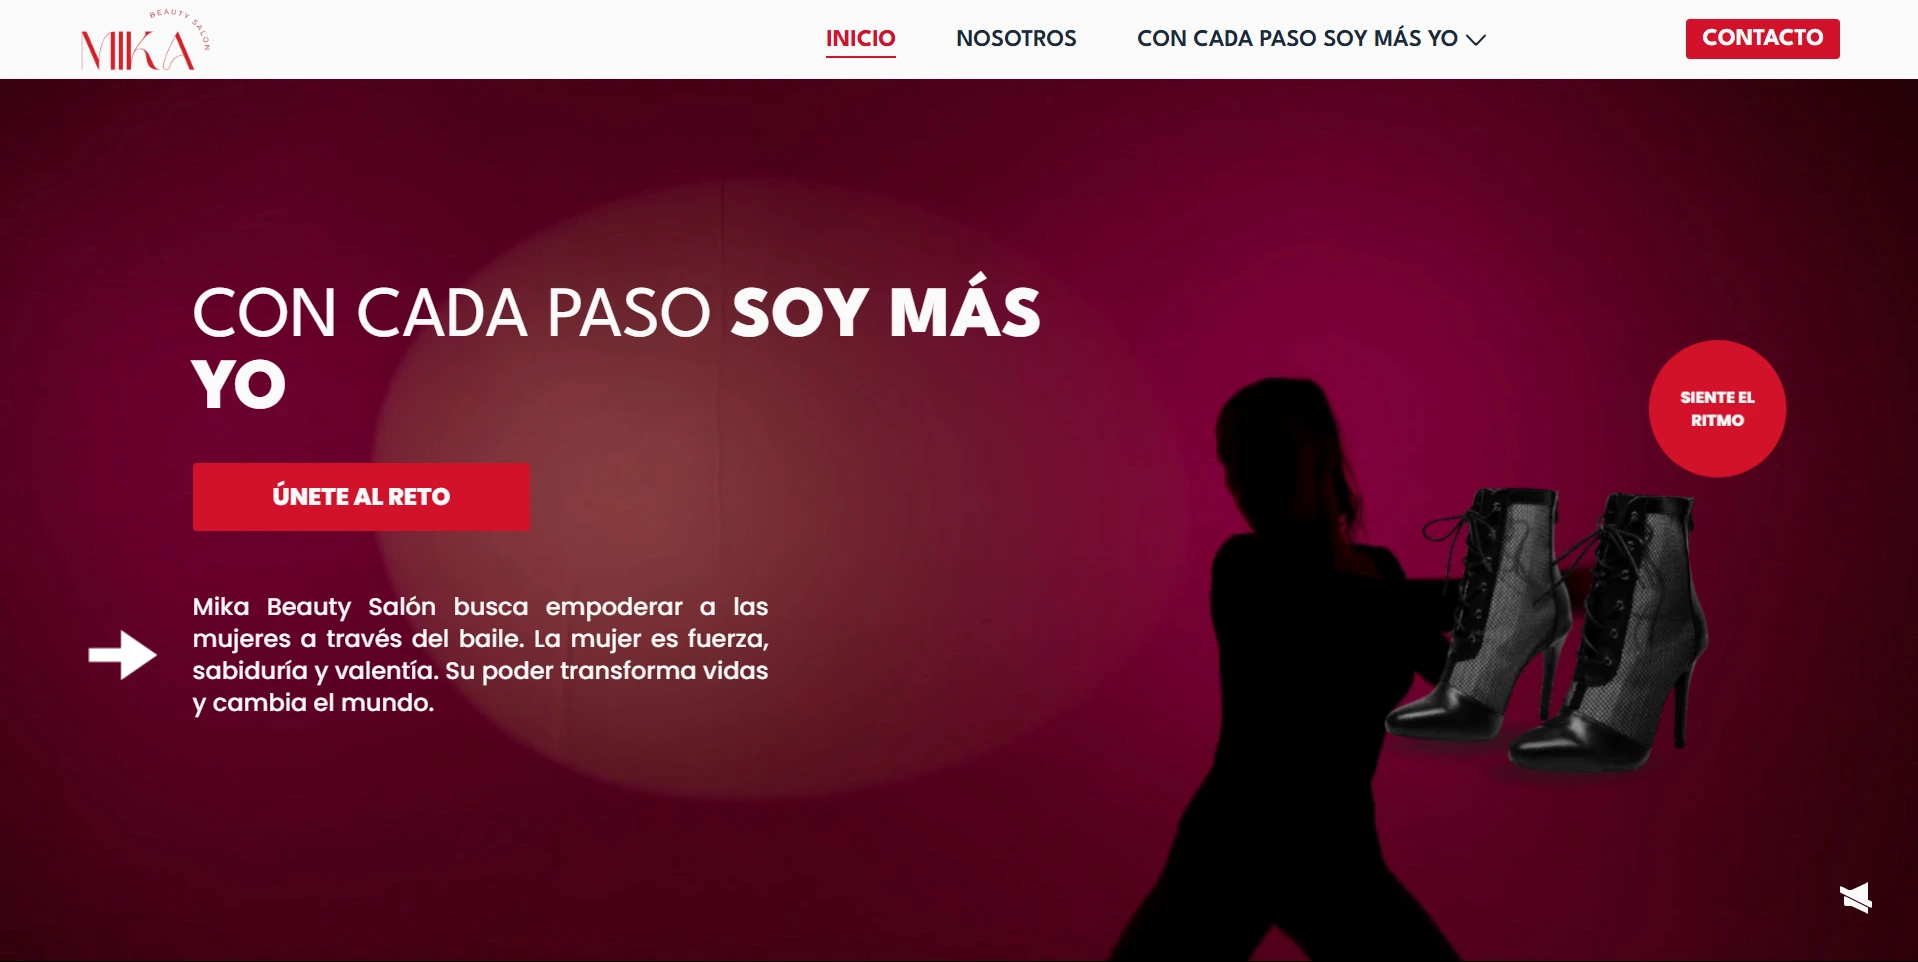 BEAUTY SALON
MIKA
INICIO
NOSOTROS
CON CADA PASO SOY MÁS YO
CONTACTO
CON CADA PASO SOY MÁS
YO
SIENTE EL
RITMO
ÚNETE AL RETO
Mika Beauty Salón busca empoderar a las
mujeres a través del baile. La mujer es fuerza,
sabiduría y valentía. Su poder transforma vidas
y cambia el mundo.